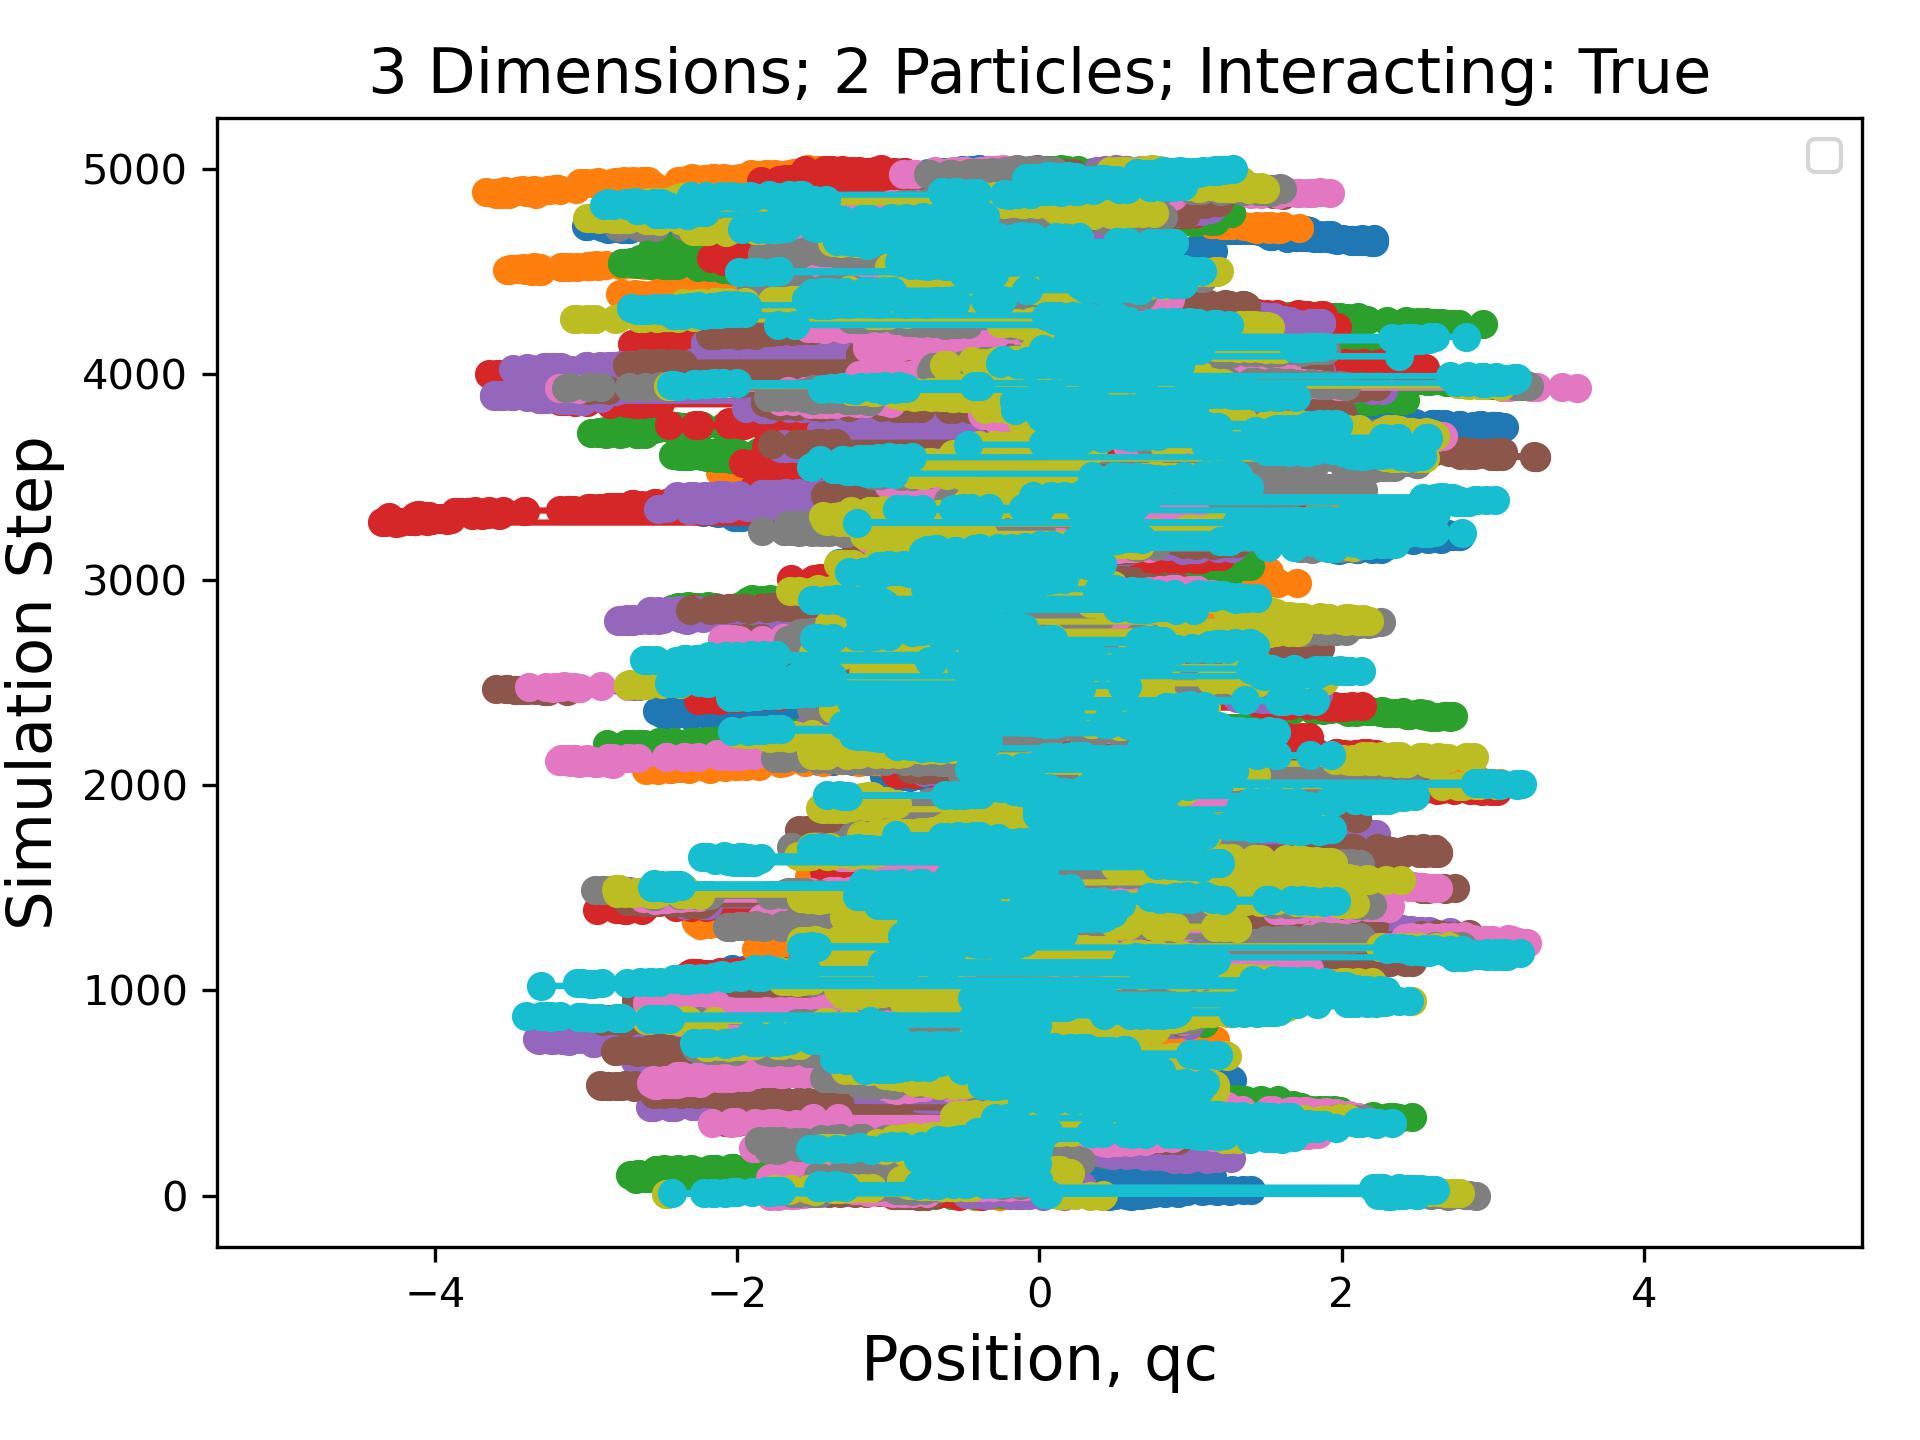 3 Dimensions; 2 Particles; Interacting: True
Simulation Step
5000
4000
3000
2000
1000
0
−4 −2 0 2 4
Position, qc